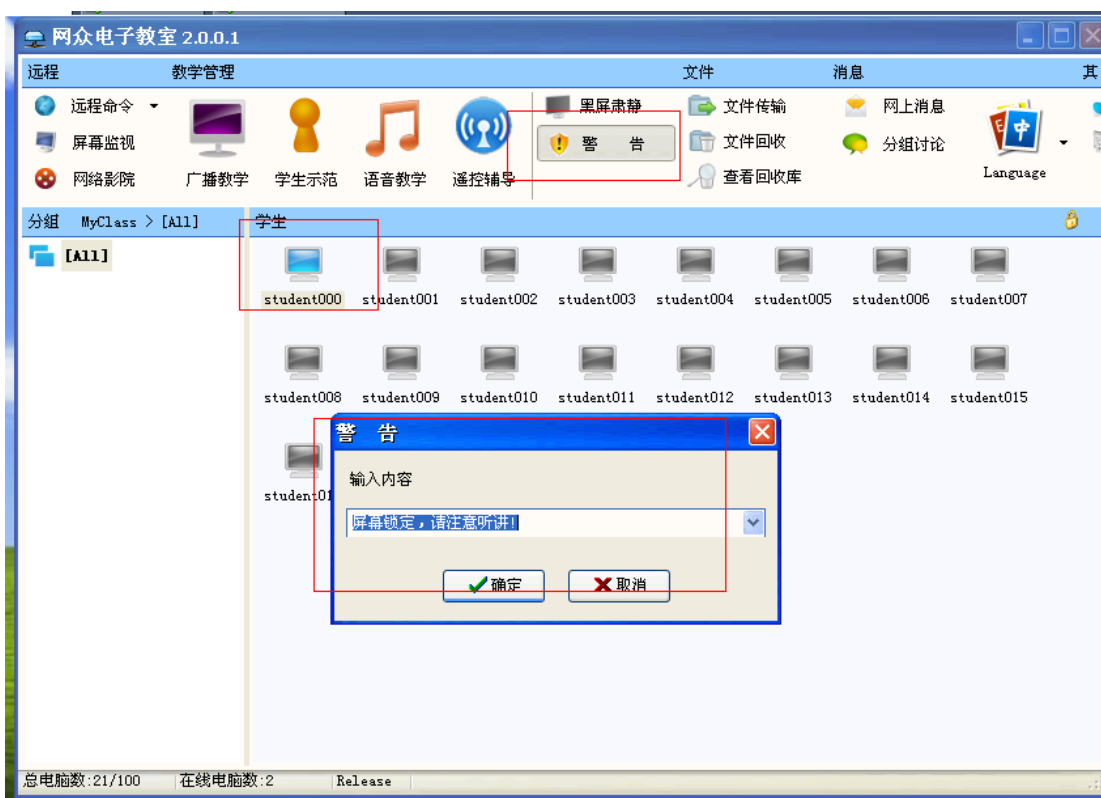 网众电子教室 2.0.0.1
远程 教学管理 文件 消息 其
远程命令 黑屏肃静 文件传输 网上消息
屏幕监视 警 告 文件回收 分组讨论
网络影院 广播教学 学生示范 语音教学 遥控辅导 查看回收库 Language
分组 MyClass > [All] 学生
[All]
student000 student001 student002 student003 student004 student005 student006 student007
student008 student009 student010 student011 student012 student013 student014 student015
警 告
输入内容
屏幕锁定，请注意听讲!
确定 取消
总电脑数:21/100 在线电脑数:2 Release